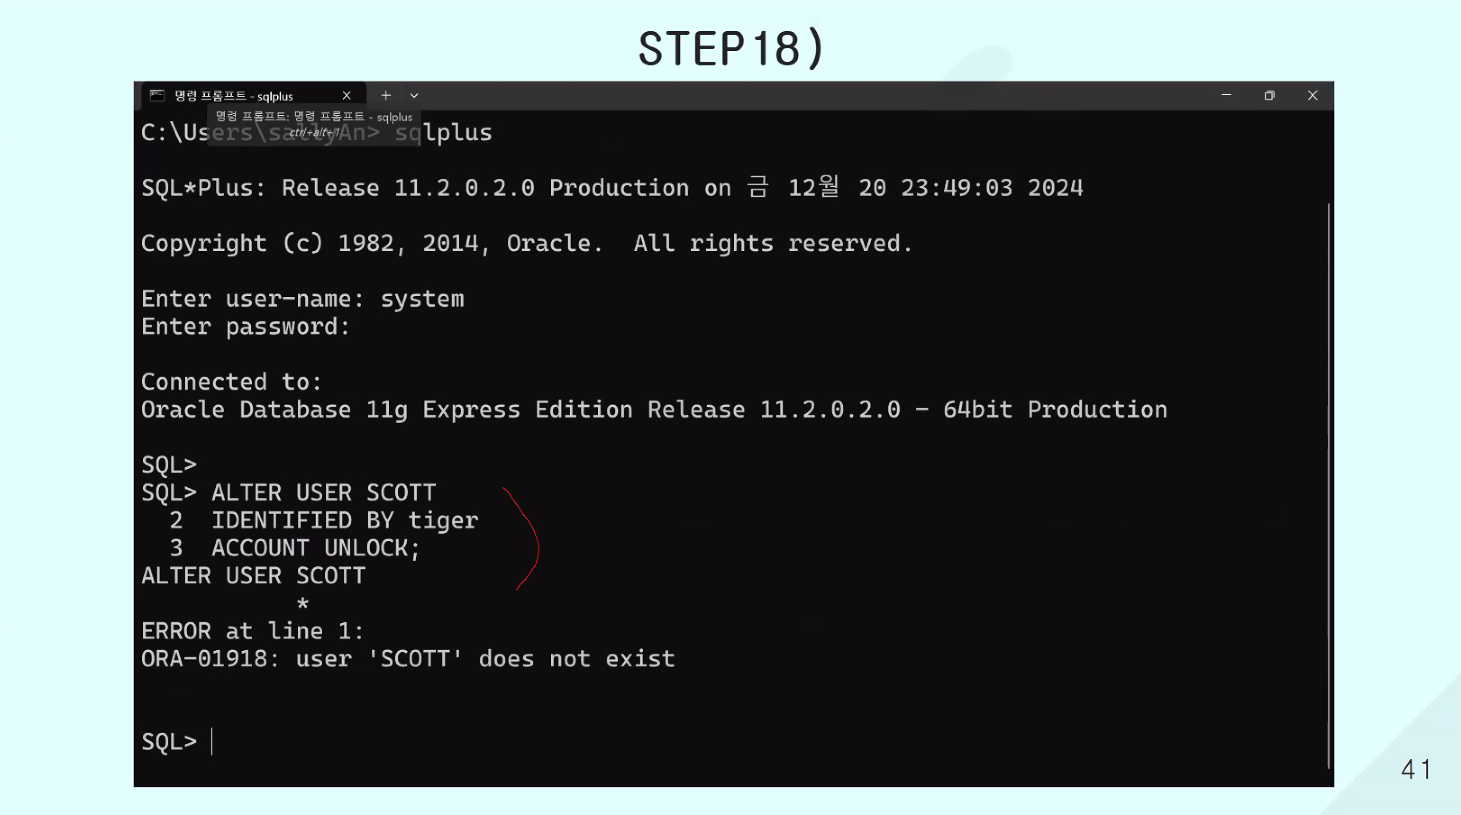 STEP18)
명령 프롬프트 - sqlplus
명령 프롬프트: 명령 프롬프트 - sqlplus
ctrl+alt+1
C:\Users\sallyAn> sqlplus
SQL*Plus: Release 11.2.0.2.0 Production on 금 12월 20 23:49:03 2024
Copyright (c) 1982, 2014, Oracle.  All rights reserved.
Enter user-name: system
Enter password:
Connected to:
Oracle Database 11g Express Edition Release 11.2.0.2.0 - 64bit Production
SQL>
SQL> ALTER USER SCOTT
  2  IDENTIFIED BY tiger
  3  ACCOUNT UNLOCK;
ALTER USER SCOTT
           *
ERROR at line 1:
ORA-01918: user 'SCOTT' does not exist
SQL>
41